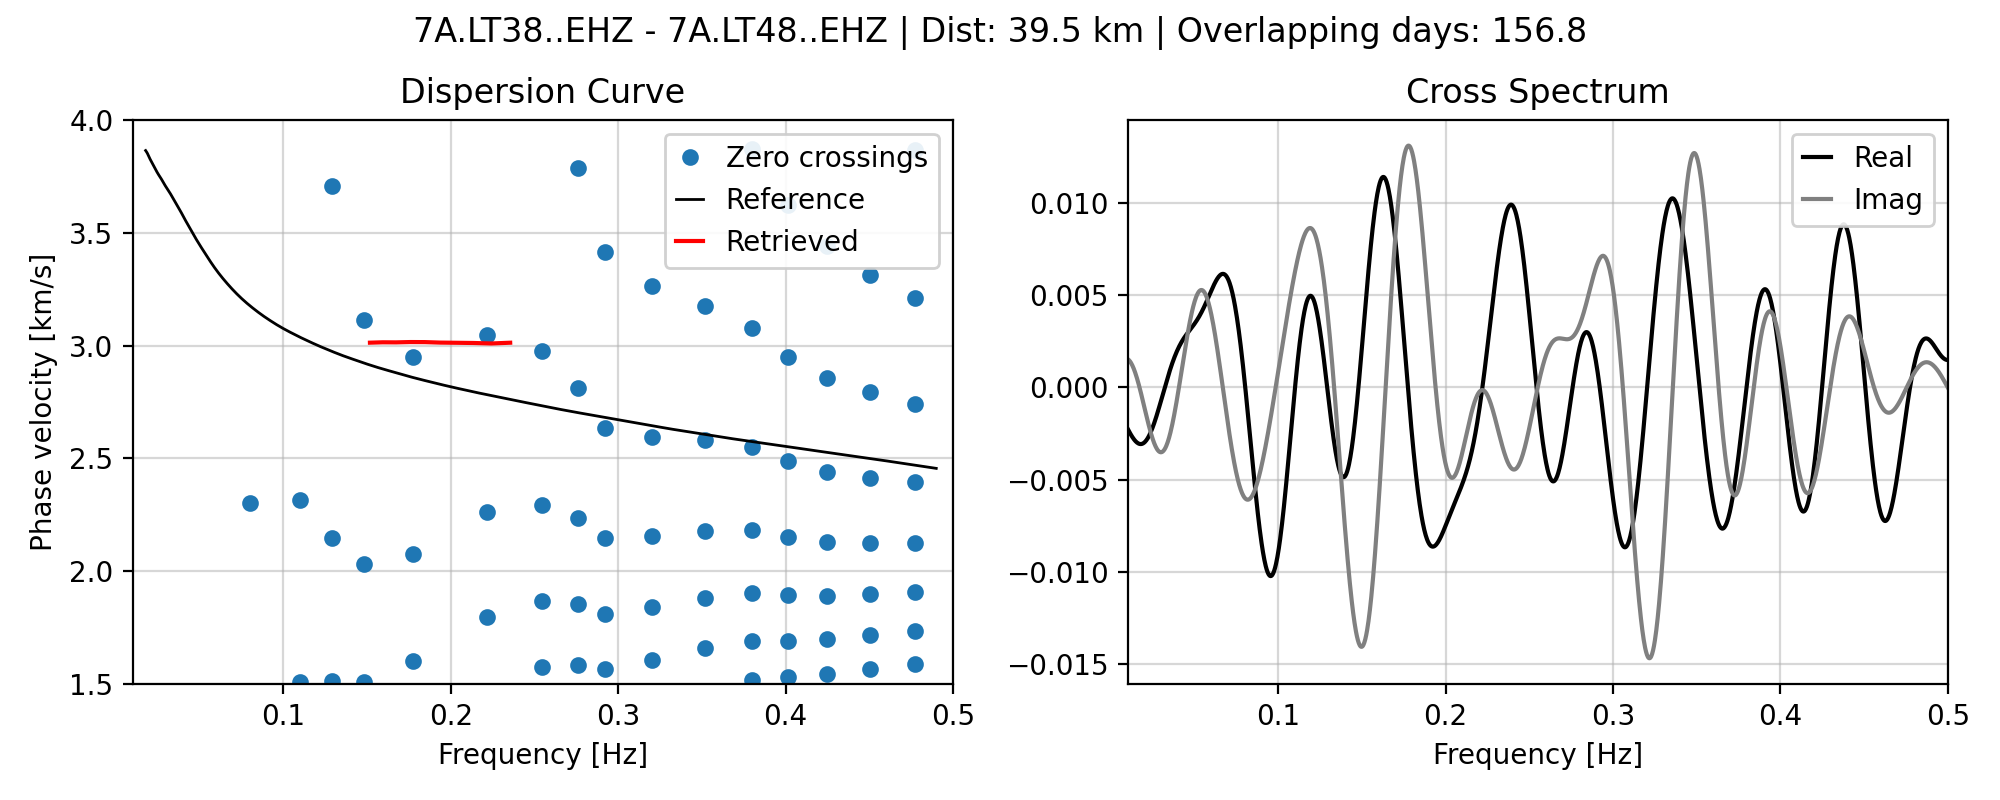 7A.LT38..EHZ - 7A.LT48..EHZ | Dist: 39.5 km | Overlapping days: 156.8
Dispersion Curve
Zero crossings
Reference
Retrieved
4.0
3.5
3.0
2.5
2.0
1.5
Phase velocity [km/s]
0.1 0.2 0.3 0.4 0.5
Frequency [Hz]
Cross Spectrum
Real
Imag
0.010
0.005
0.000
−0.005
−0.010
−0.015
0.1 0.2 0.3 0.4 0.5
Frequency [Hz]